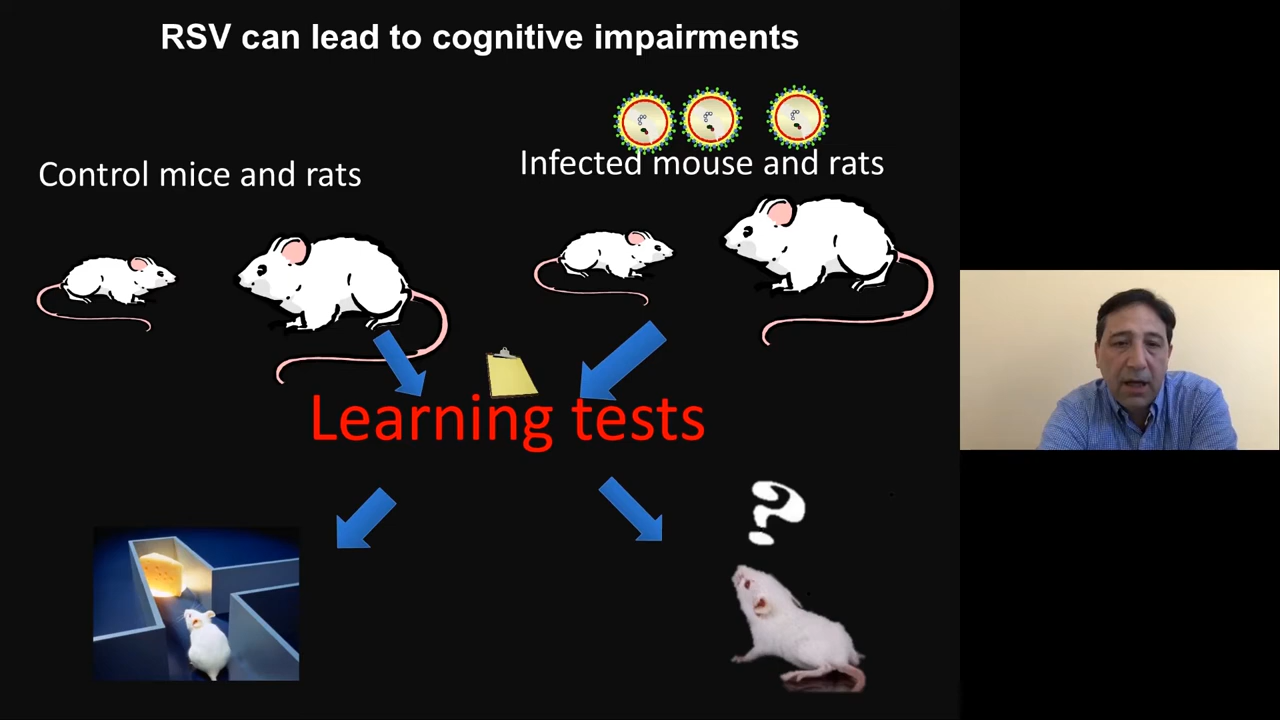 RSV can lead to cognitive impairments
Control mice and rats
Infected mouse and rats
Learning tests
?